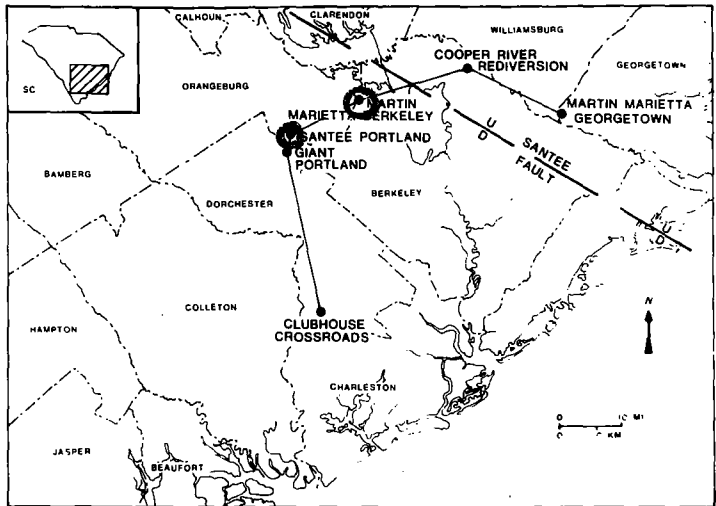 CALHOUN
CLARENDON
WILLIAMSBURG
SC
ORANGEBURG
COOPER RIVER
REDIVERSION
GEORGETOWN
MARTIN
MARIETTA BERKELEY
MARTIN MARIETTA
GEORGETOWN
SANTEE PORTLAND
GIANT
PORTLAND
U
D
SANTEE
FAULT
BAMBERG
BERKELEY
DORCHESTER
U
D
COLLETON
N
CLUBHOUSE
CROSSROADS
HAMPTON
CHARLESTON
0 10 MI
0 KM
JASPER
BEAUFORT